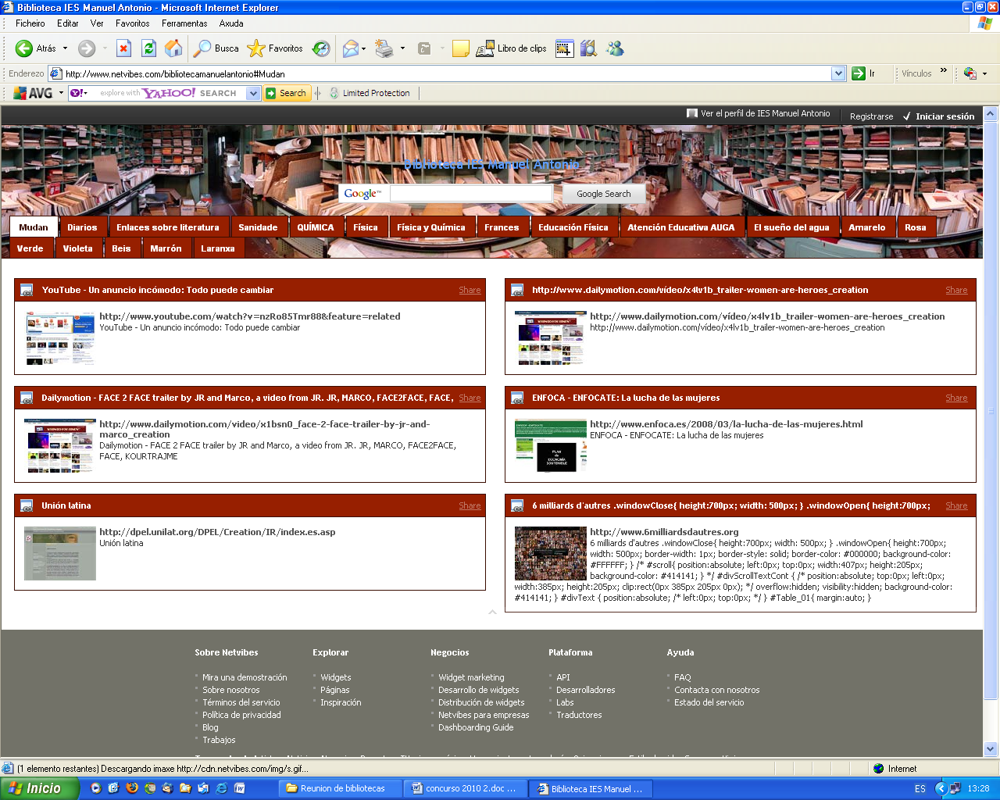 Biblioteca IES Manuel Antonio - Microsoft Internet Explorer
Ficheiro Editar Ver Favoritos Ferramentas Axuda
Atrás Busca Favoritos Libro de clips
Enderezo http://www.netvibes.com/bibliotecamanuelantonio#Mudan Ir Vínculos »
AVG Y! explore with YAHOO! SEARCH Search Limited Protection
Ver el perfil de IES Manuel Antonio Registrarse Iniciar sesión
Biblioteca IES Manuel Antonio
Google™ Google Search
Mudan Diarios Enlaces sobre literatura Sanidade QUÍMICA Física Física y Química Frances Educación Física Atención Educativa AUGA El sueño del agua Amarelo Rosa
Verde Violeta Beis Marrón Laranxa
YouTube - Un anuncio incómodo: Todo puede cambiar Share
http://www.youtube.com/watch?v=nzRo85Tmr88&feature=related
YouTube - Un anuncio incómodo: Todo puede cambiar
http://www.dailymotion.com/vídeo/x4lv1b_trailer-women-are-heroes_creation Share
http://www.dailymotion.com/vídeo/x4lv1b_trailer-women-are-heroes_creation
http://www.dailymotion.com/vídeo/x4lv1b_trailer-women-are-heroes_creation
Dailymotion - FACE 2 FACE trailer by JR and Marco, a video from JR. JR, MARCO, FACE2FACE, FACE, Share
http://www.dailymotion.com/video/x1bsn0_face-2-face-trailer-by-jr-and-
marco_creation
Dailymotion - FACE 2 FACE trailer by JR and Marco, a video from JR. JR, MARCO, FACE2FACE,
FACE, KOURTRAJME
ENFOCA - ENFOCATE: La lucha de las mujeres Share
PLAN de ECONOMÍA SOSTENIBLE
http://www.enfoca.es/2008/03/la-lucha-de-las-mujeres.html
ENFOCA - ENFOCATE: La lucha de las mujeres
Unión latina Share
http://dpel.unilat.org/DPEL/Creation/IR/index.es.asp
Unión latina
6 milliards d'autres .windowClose{ height:700px; width: 500px; } .windowOpen{ height:700px; Share
http://www.6milliardsdautres.org
6 milliards d'autres .windowClose{ height:700px; width: 500px; } .windowOpen{ height:700px;
width: 500px; border-width: 1px; border-style: solid; border-color: #000000; background-color:
#FFFFFF; } /* #scroll{ position:absolute; left:0px; top:0px; width:407px; height:205px;
background-color: #414141; } */ #divScrollTextCont { /* position:absolute; top:0px; left:0px;
width:385px; height:205px; clip:rect(0px 385px 205px 0px); */ overflow:hidden; visibility:hidden; background-color:
#414141; } #divText { position:absolute; /* left:0px; top:0px; */ } #Table_01{ margin:auto; }
Sobre Netvibes Explorar Negocios Plataforma Ayuda
Mira una demostración Widgets Widget marketing API FAQ
Sobre nosotros Páginas Desarrollo de widgets Desarrolladores Contacta con nosotros
Términos del servicio Inspiración Distribución de widgets Labs Estado del servicio
Política de privacidad Netvibes para empresas Traductores
Blog Dashboarding Guide
Trabajos
(1 elemento restantes) Descargando imaxe http://cdn.netvibes.com/img/s.gif... Internet
Inicio Reunion de bibliotecas concurso 2010 2.doc ... Biblioteca IES Manuel ... ES 13:28